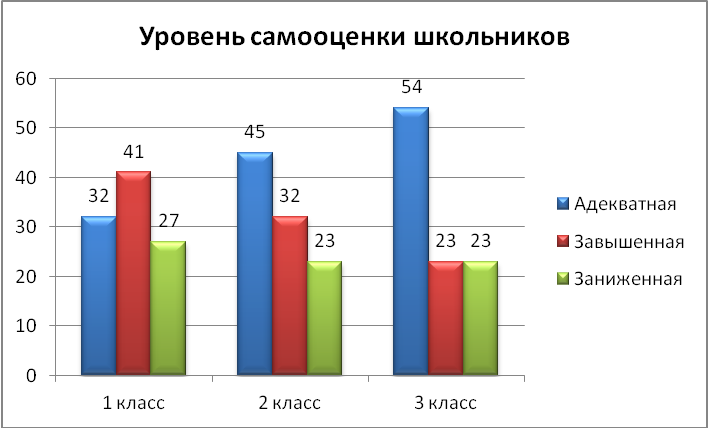 Уровень самооценки школьников
60
50
40
30
20
10
0
32
41
27
45
32
23
54
23
23
1 класс
2 класс
3 класс
Адекватная
Завышенная
Заниженная